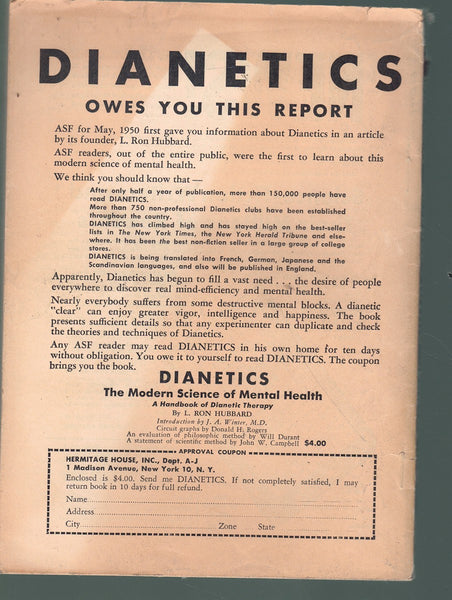 DIANETICS
OWES YOU THIS REPORT
ASF for May, 1950 first gave you information about Dianetics in an article
by its founder, L. Ron Hubbard.
ASF readers, out of the entire public, were the first to learn about this
modern science of mental health.
We think you should know that —
After only half a year of publication, more than 150,000 people have
read DIANETICS.
More than 750 non-professional Dianetics clubs have been established
throughout the country.
DIANETICS has climbed high and has stayed high on the best-seller
lists in The New York Times, the New York Herald Tribune and else-
where. It has been the best non-fiction seller in a large group of college
stores.
DIANETICS is being translated into French, German, Japanese and the
Scandinavian languages, and also will be published in England.
Apparently, Dianetics has begun to fill a vast need . . . the desire of people
everywhere to discover real mind-efficiency and mental health.
Nearly everybody suffers from some destructive mental blocks. A dianetic
"clear" can enjoy greater vigor, intelligence and happiness. The book
presents sufficient details so that any experimenter can duplicate and check
the theories and techniques of Dianetics.
Any ASF reader may read DIANETICS in his own home for ten days
without obligation. You owe it to yourself to read DIANETICS. The coupon
brings you the book.
DIANETICS
The Modern Science of Mental Health
A Handbook of Dianetic Therapy
By L. RON HUBBARD
Introduction by J. A. Winter, M.D.
Circuit graphs by Donald H. Rogers
An evaluation of philosophic method by Will Durant
A statement of scientific method by John W. Campbell $4.00
APPROVAL COUPON
HERMITAGE HOUSE, INC., Dept. A-J
1 Madison Avenue, New York 10, N. Y.
Enclosed is $4.00. Send me DIANETICS. If not completely satisfied, I may
return book in 10 days for full refund.
Name
Address
City Zone State